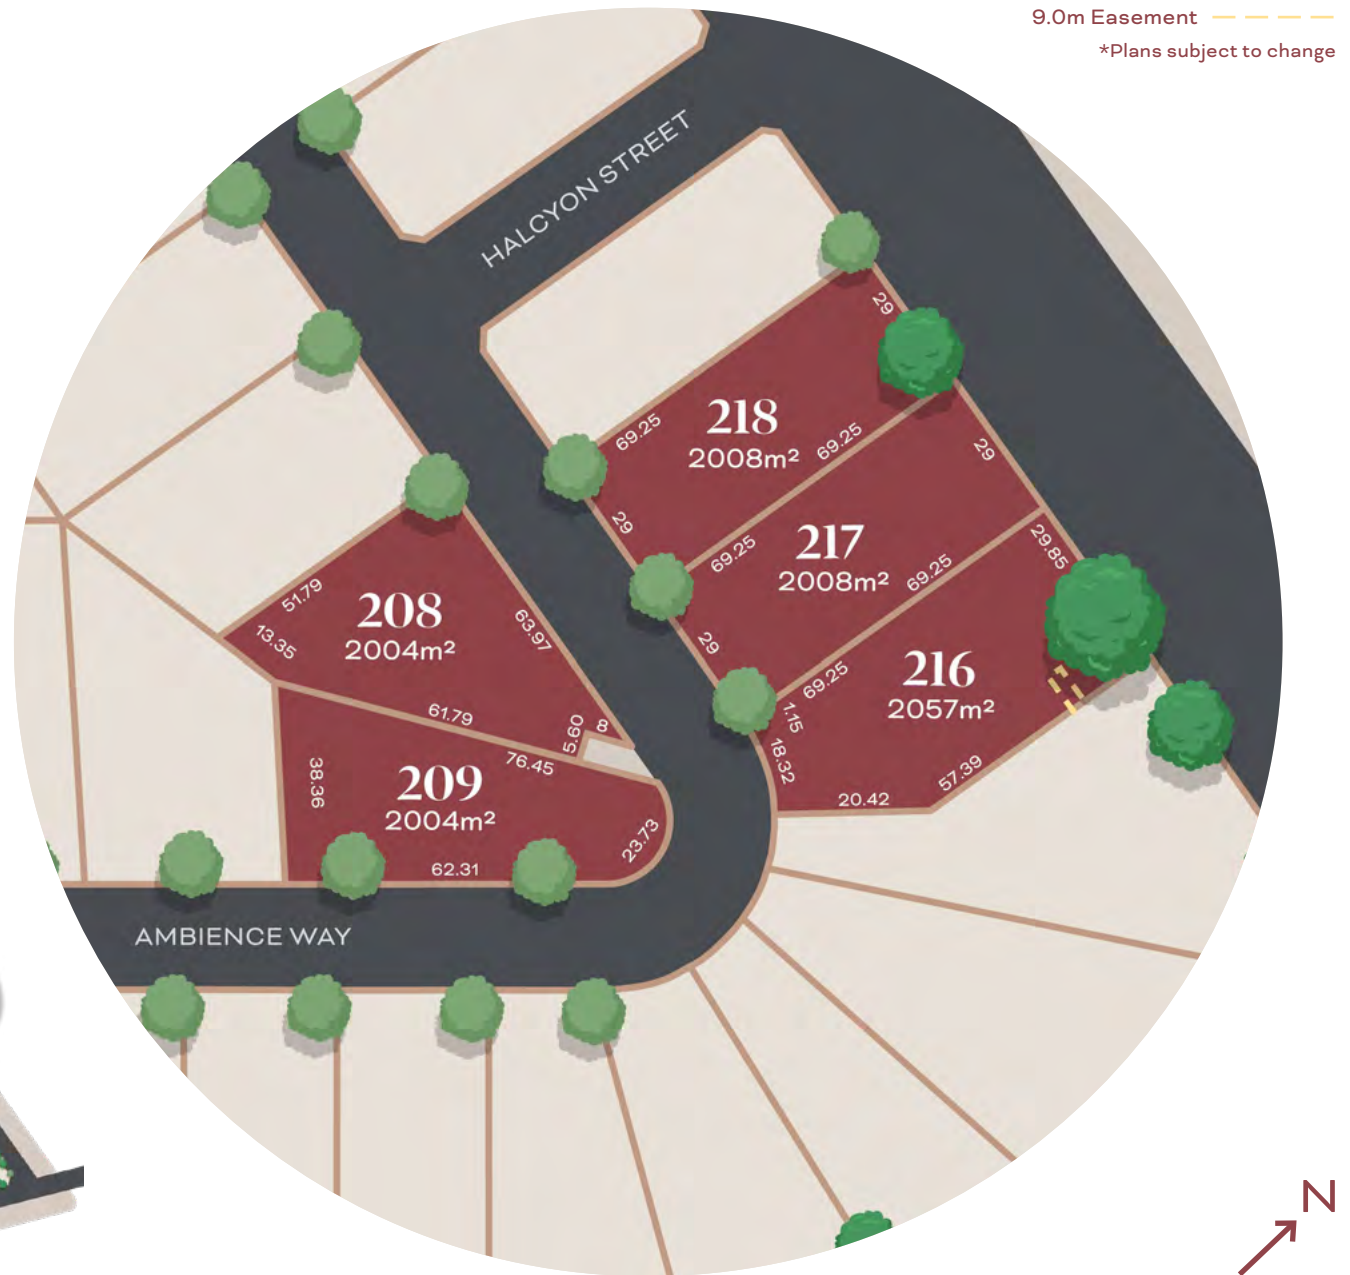 9.0m Easement
*Plans subject to change
HALCYON STREET
29
218
2008m²
69.25
69.25
29
29
217
2008m²
69.25
69.25
29
29.85
216
2057m²
69.25
1.15
18.32
20.42
57.39
208
2004m²
51.79
13.35
63.97
61.79
5.60
8
76.45
209
2004m²
38.36
62.31
23.73
AMBIENCE WAY
N